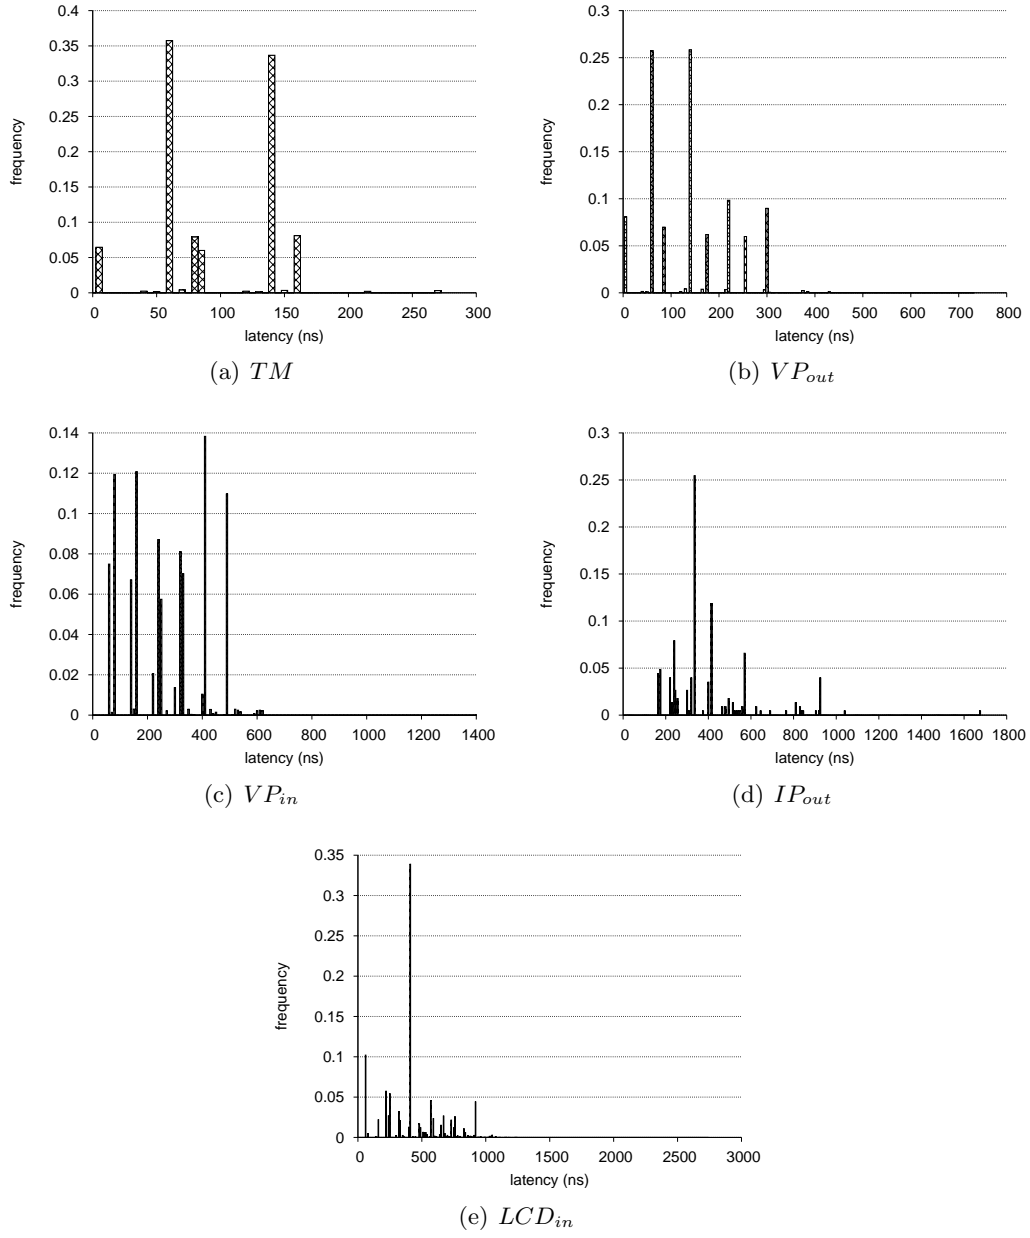 0.4
0.35
0.3
0.25
0.2
0.15
0.1
0.05
0
frequency
0 50 100 150 200 250 300
latency (ns)
(a) TM
0.3
0.25
0.2
0.15
0.1
0.05
0
frequency
0 100 200 300 400 500 600 700 800
latency (ns)
(b) VP_out
0.14
0.12
0.1
0.08
0.06
0.04
0.02
0
frequency
0 200 400 600 800 1000 1200 1400
latency (ns)
(c) VP_in
0.3
0.25
0.2
0.15
0.1
0.05
0
frequency
0 200 400 600 800 1000 1200 1400 1600 1800
latency (ns)
(d) IP_out
0.35
0.3
0.25
0.2
0.15
0.1
0.05
0
frequency
0 500 1000 1500 2000 2500 3000
latency (ns)
(e) LCD_in